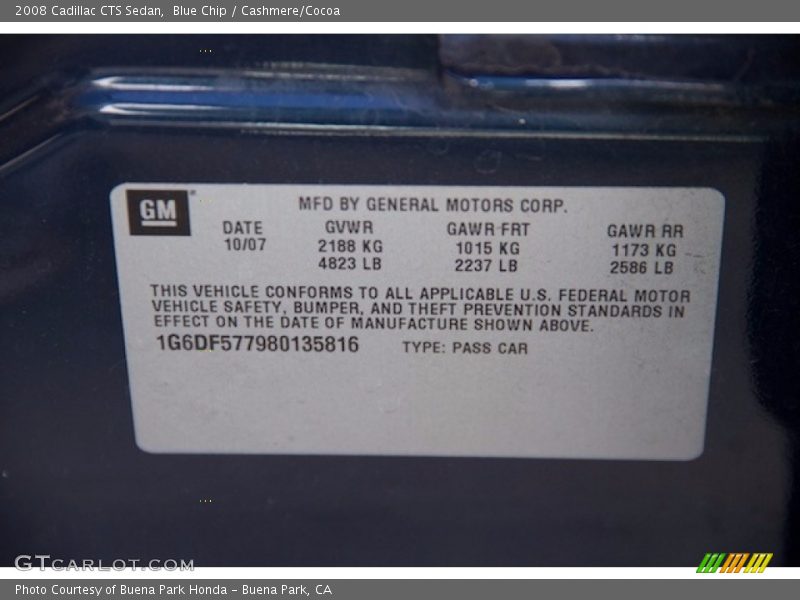 2008 Cadillac CTS Sedan, Blue Chip / Cashmere/Cocoa
GM
MFD BY GENERAL MOTORS CORP.
DATE GVWR GAWR FRT GAWR RR
10/07 2188 KG 1015 KG 1173 KG
4823 LB 2237 LB 2586 LB
THIS VEHICLE CONFORMS TO ALL APPLICABLE U.S. FEDERAL MOTOR
VEHICLE SAFETY, BUMPER, AND THEFT PREVENTION STANDARDS IN
EFFECT ON THE DATE OF MANUFACTURE SHOWN ABOVE.
1G6DF577980135816 TYPE: PASS CAR
GTCARLOT.COM
Photo Courtesy of Buena Park Honda – Buena Park, CA